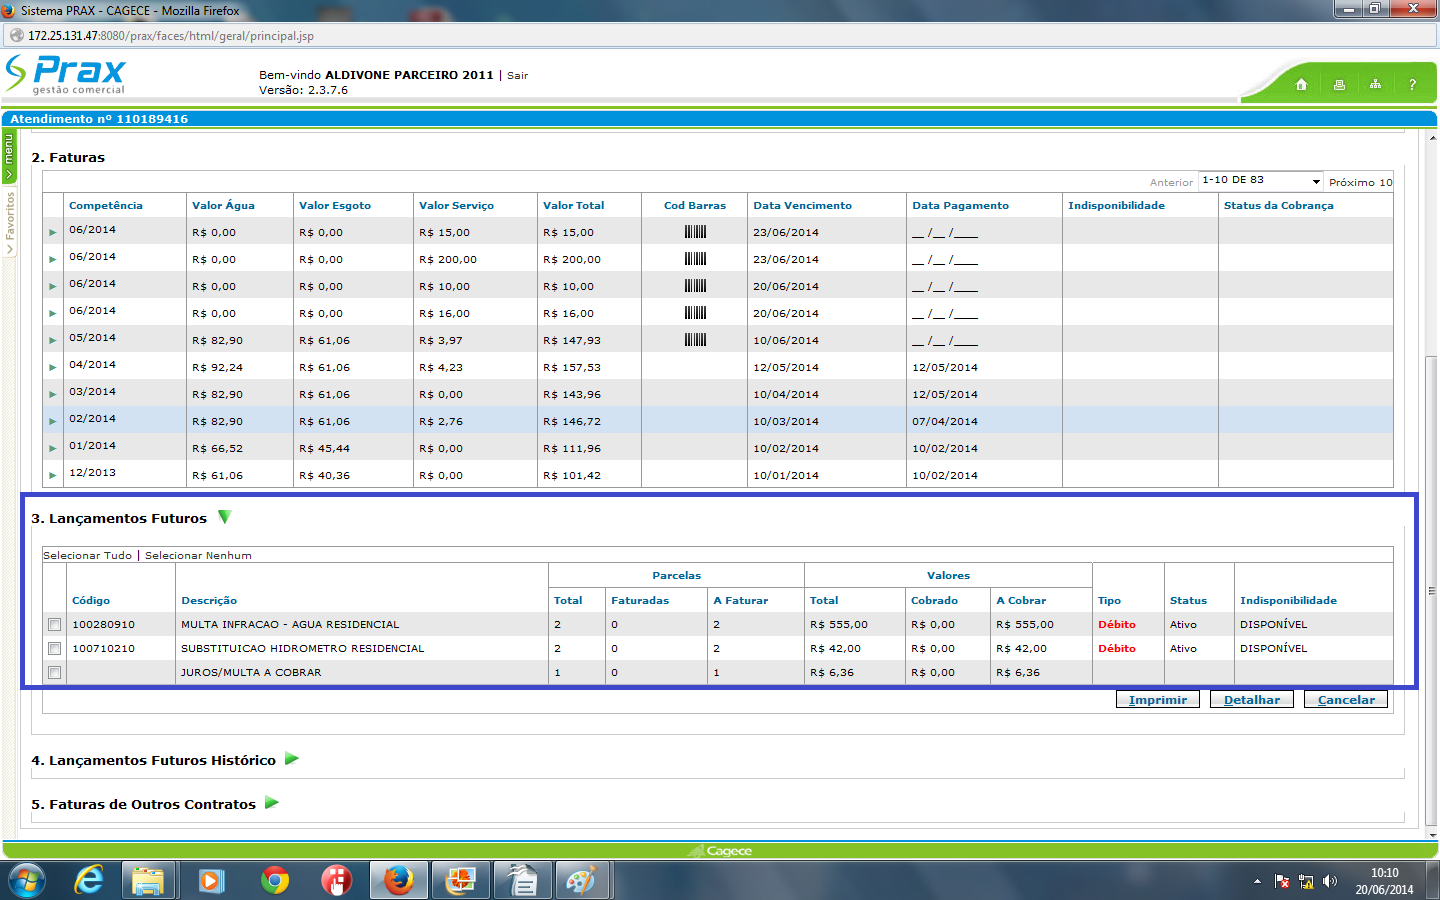 Sistema PRAX - CAGECE - Mozilla Firefox
172.25.131.47:8080/prax/faces/html/geral/principal.jsp
Prax
gestão comercial
Bem-vindo ALDIVONE PARCEIRO 2011 | Sair
Versão: 2.3.7.6
?
Atendimento nº 110189416
menu
Favoritos
2. Faturas
Anterior 1-10 DE 83 Próximo 10
Competência Valor Água Valor Esgoto Valor Serviço Valor Total Cod Barras Data Vencimento Data Pagamento Indisponibilidade Status da Cobrança
06/2014 R$ 0,00 R$ 0,00 R$ 15,00 R$ 15,00 23/06/2014 __ /__ /____
06/2014 R$ 0,00 R$ 0,00 R$ 200,00 R$ 200,00 23/06/2014 __ /__ /____
06/2014 R$ 0,00 R$ 0,00 R$ 10,00 R$ 10,00 20/06/2014 __ /__ /____
06/2014 R$ 0,00 R$ 0,00 R$ 16,00 R$ 16,00 20/06/2014 __ /__ /____
05/2014 R$ 82,90 R$ 61,06 R$ 3,97 R$ 147,93 10/06/2014 __ /__ /____
04/2014 R$ 92,24 R$ 61,06 R$ 4,23 R$ 157,53 12/05/2014 12/05/2014
03/2014 R$ 82,90 R$ 61,06 R$ 0,00 R$ 143,96 10/04/2014 12/05/2014
02/2014 R$ 82,90 R$ 61,06 R$ 2,76 R$ 146,72 10/03/2014 07/04/2014
01/2014 R$ 66,52 R$ 45,44 R$ 0,00 R$ 111,96 10/02/2014 10/02/2014
12/2013 R$ 61,06 R$ 40,36 R$ 0,00 R$ 101,42 10/01/2014 10/02/2014
3. Lançamentos Futuros
Selecionar Tudo | Selecionar Nenhum
Parcelas Valores
Código Descrição Total Faturadas A Faturar Total Cobrado A Cobrar Tipo Status Indisponibilidade
100280910 MULTA INFRACAO - AGUA RESIDENCIAL 2 0 2 R$ 555,00 R$ 0,00 R$ 555,00 Débito Ativo DISPONÍVEL
100710210 SUBSTITUICAO HIDROMETRO RESIDENCIAL 2 0 2 R$ 42,00 R$ 0,00 R$ 42,00 Débito Ativo DISPONÍVEL
JUROS/MULTA A COBRAR 1 0 1 R$ 6,36 R$ 0,00 R$ 6,36
Imprimir Detalhar Cancelar
4. Lançamentos Futuros Histórico
5. Faturas de Outros Contratos
Cagece
10:10
20/06/2014